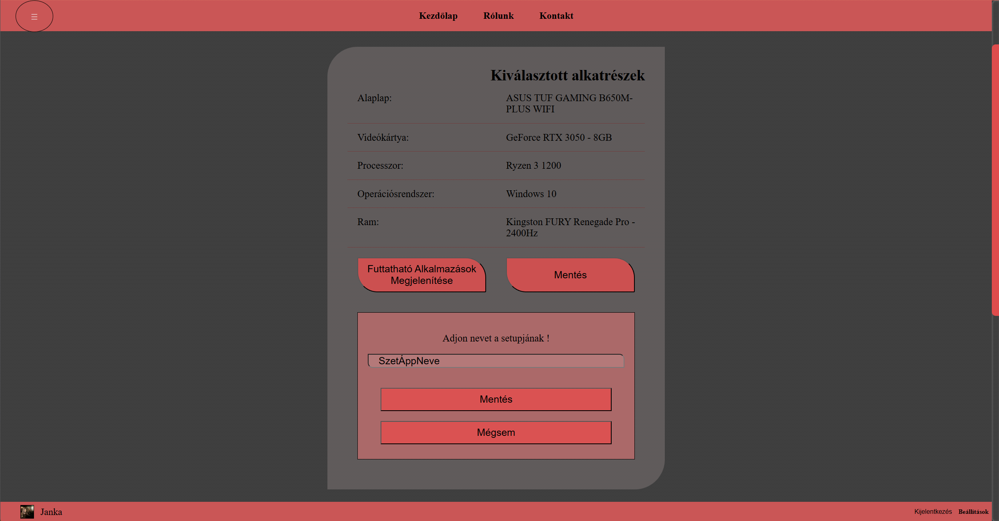 ☰
Kezdőlap Rólunk Kontakt
Kiválasztott alkatrészek
Alaplap: ASUS TUF GAMING B650M-
PLUS WIFI
Videókártya: GeForce RTX 3050 - 8GB
Processzor: Ryzen 3 1200
Operációsrendszer: Windows 10
Ram: Kingston FURY Renegade Pro -
2400Hz
Futtatható Alkalmazások
Megjelenítése
Mentés
Adjon nevet a setupjának !
SzetÁppNeve
Mentés
Mégsem
Janka
Kijelentkezés Beállítások